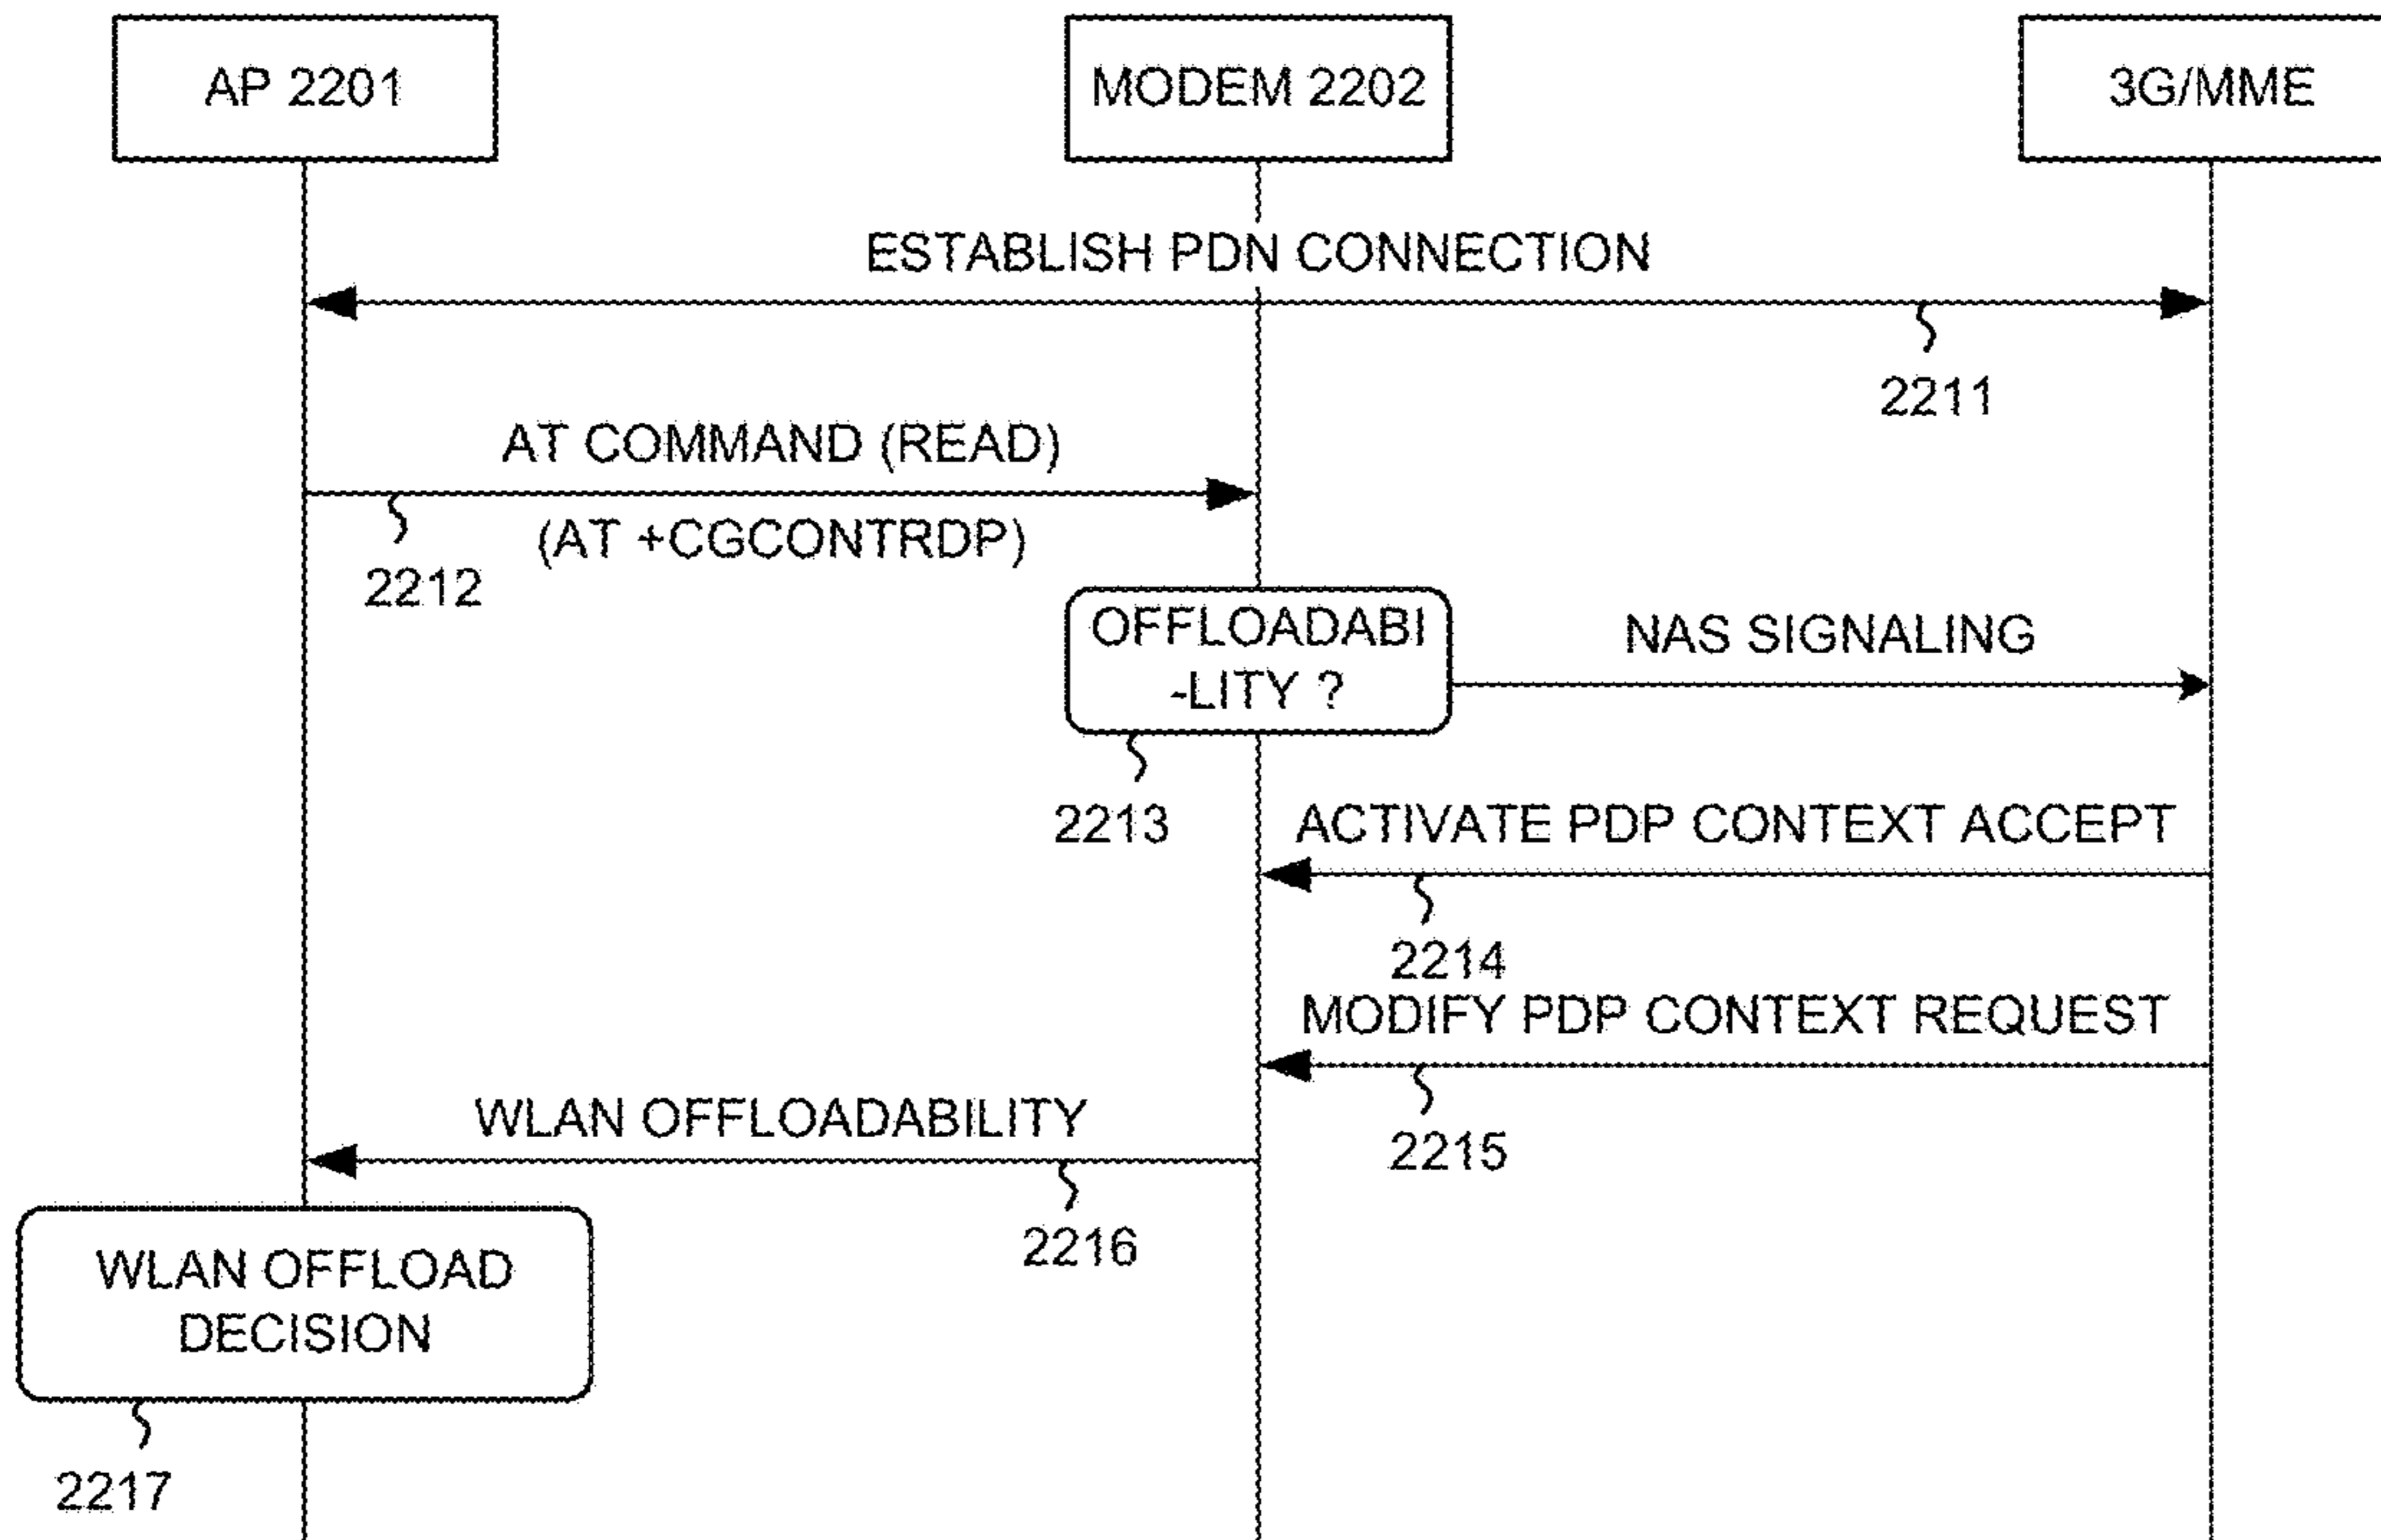 AP 2201
MODEM 2202
3G/MME
ESTABLISH PDN CONNECTION
2211
AT COMMAND (READ)
(AT +CGCONTRDP)
2212
OFFLOADABI
-LITY ?
NAS SIGNALING
2213
ACTIVATE PDP CONTEXT ACCEPT
2214
MODIFY PDP CONTEXT REQUEST
2215
WLAN OFFLOADABILITY
2216
WLAN OFFLOAD
DECISION
2217